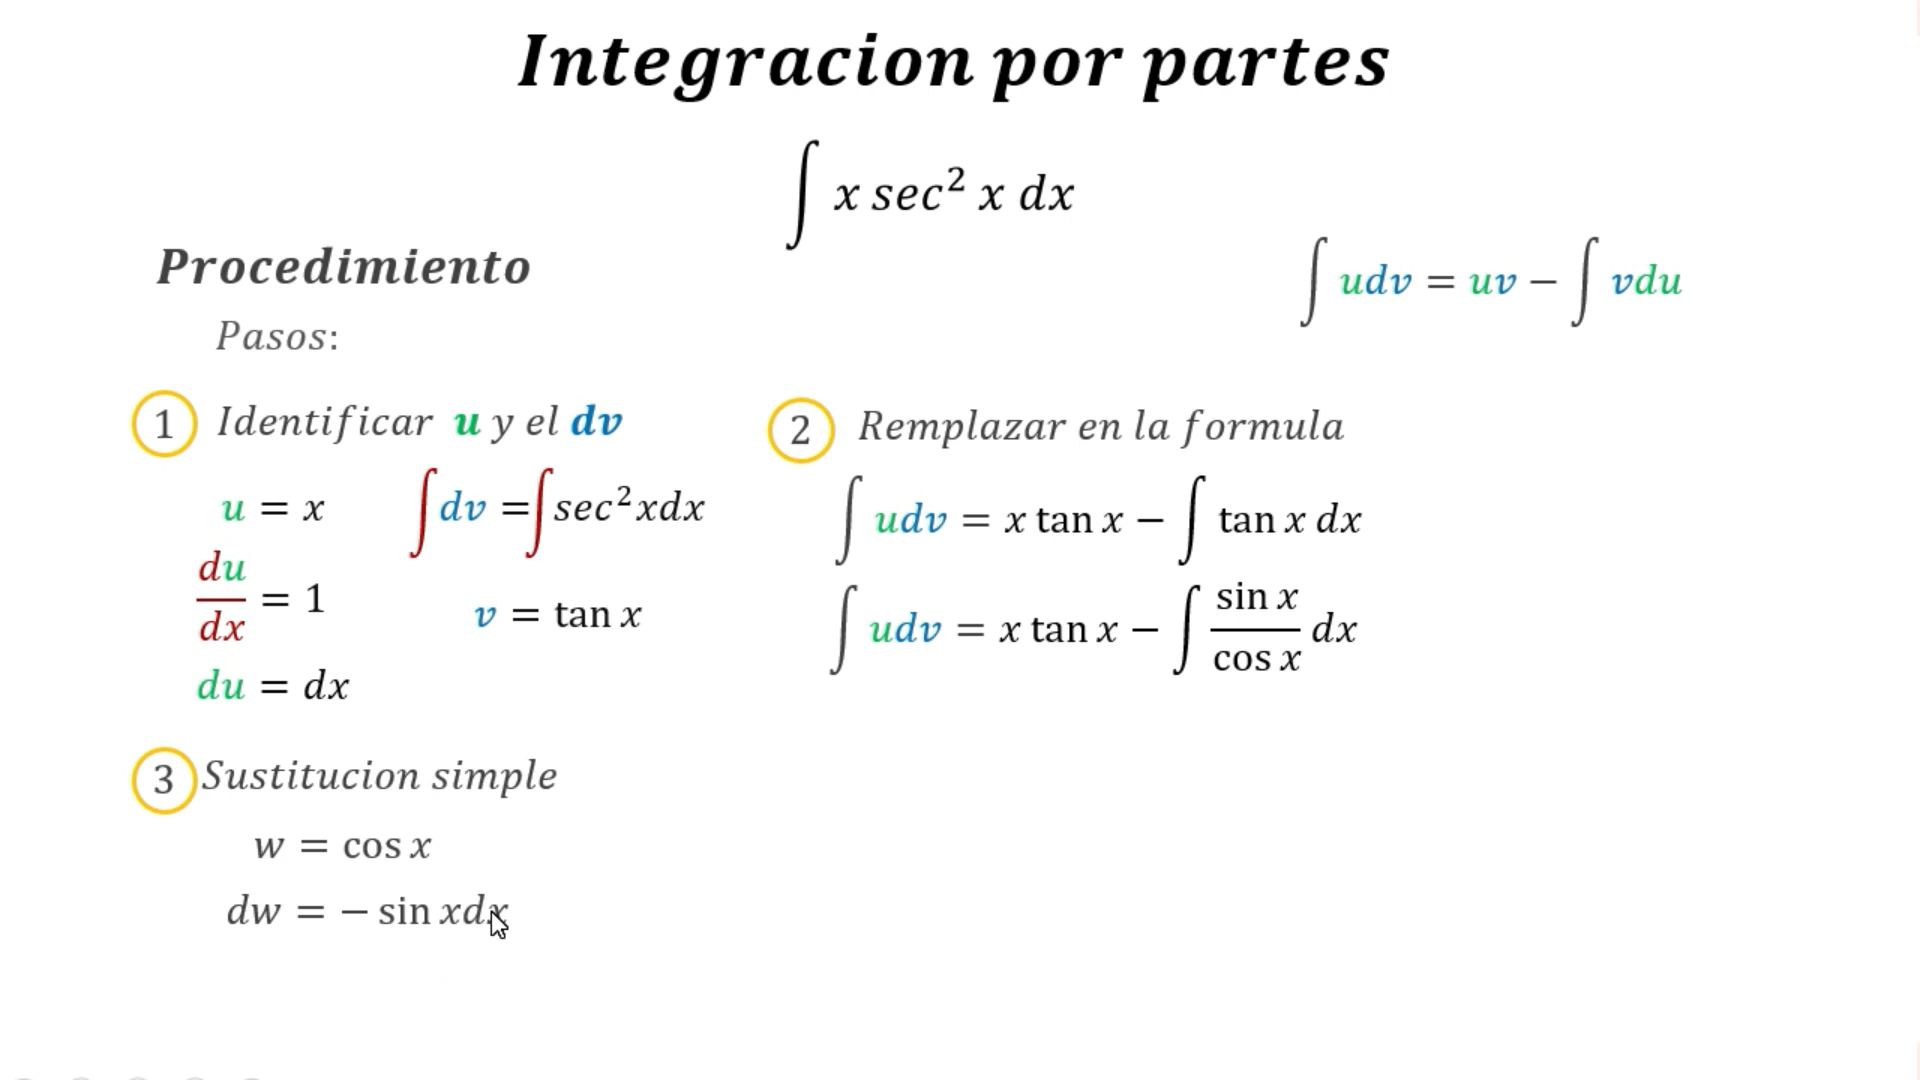 Integracion por partes
∫ x sec² x dx
Procedimiento
∫ udv = uv − ∫ vdu
Pasos:
1 Identificar u y el dv
u = x
∫ dv = ∫ sec² xdx
du/dx = 1
v = tan x
du = dx
2 Remplazar en la formula
∫ udv = x tan x − ∫ tan x dx
∫ udv = x tan x − ∫ sin x/cos x dx
3 Sustitucion simple
w = cos x
dw = − sin xdx